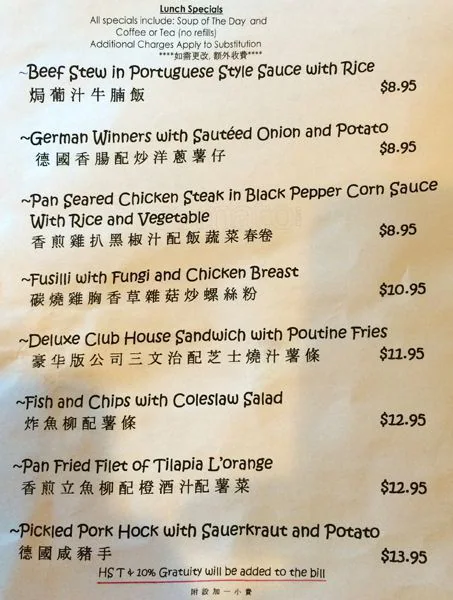 Lunch Specials
All specials include: Soup of The Day and
Coffee or Tea (no refills)
Additional Charges Apply to Substitution
****如需更改, 額外收費****
~Beef Stew in Portuguese Style Sauce with Rice
焗葡汁牛腩飯 $8.95
~German Winners with Sautéed Onion and Potato
德國香腸配炒洋蔥薯仔 $8.95
~Pan Seared Chicken Steak in Black Pepper Corn Sauce
With Rice and Vegetable $8.95
香煎雞扒黑椒汁配飯蔬菜春卷
~Fusilli with Fungi and Chicken Breast
碳燒雞胸香草雜菇炒螺絲粉 $10.95
~Deluxe Club House Sandwich with Poutine Fries
豪华版公司三文治配芝士燒汁薯條 $11.95
~Fish and Chips with Coleslaw Salad
炸魚柳配薯條 $12.95
~Pan Fried Filet of Tilapia L'orange
香煎立魚柳配橙酒汁配薯菜 $12.95
~Pickled Pork Hock with Sauerkraut and Potato
德國咸豬手 $13.95
HST & 10% Gratuity will be added to the bill
附設加一小費